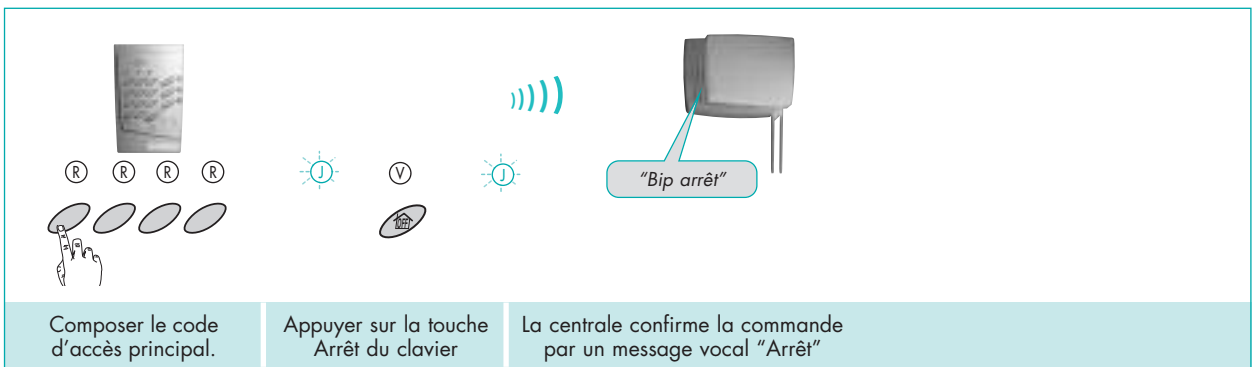 R R R R J V J
"Bip arrêt"
OFF
Composer le code
d'accès principal.
Appuyer sur la touche
Arrêt du clavier
La centrale confirme la commande
par un message vocal "Arrêt"